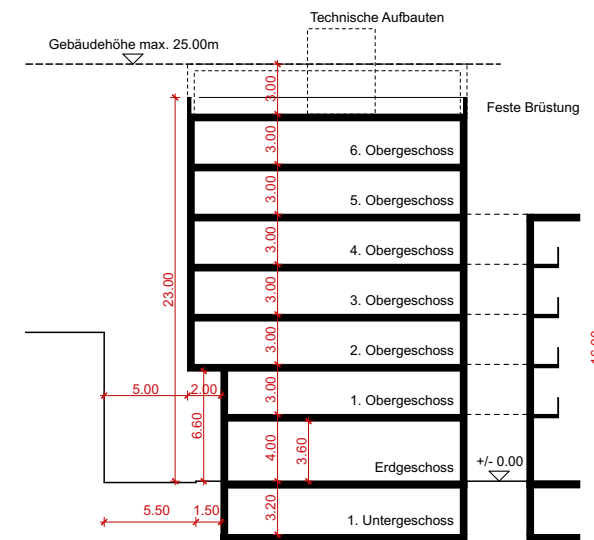 Technische Aufbauten
Gebäudehöhe max. 25.00m
3.00
Feste Brüstung
3.00
6. Obergeschoss
3.00
5. Obergeschoss
3.00
4. Obergeschoss
23.00
3.00
3. Obergeschoss
3.00
2. Obergeschoss
5.00
2.00
3.00
1. Obergeschoss
6.60
4.00
3.60
Erdgeschoss
+/- 0.00
5.50
1.50
3.20
1. Untergeschoss